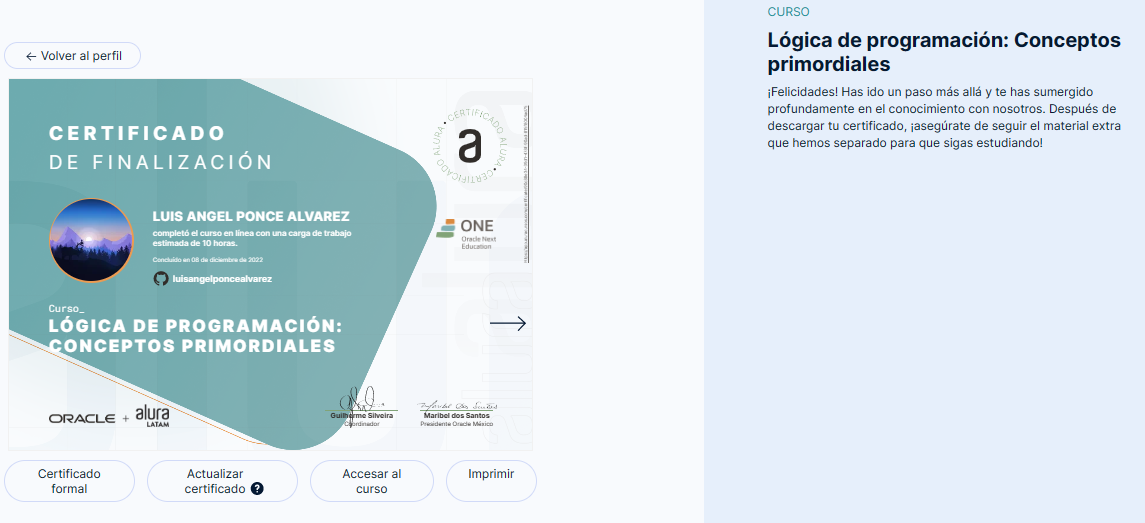 ← Volver al perfil
CERTIFICADO
DE FINALIZACIÓN
LUIS ANGEL PONCE ALVAREZ
completó el curso en línea con una carga de trabajo
estimada de 10 horas.
Concluido en 08 de diciembre de 2022
luisangelponcealvarez
Curso_
LÓGICA DE PROGRAMACIÓN:
CONCEPTOS PRIMORDIALES
ORACLE + alura
LATAM
CERTIFICADO ALURA
CERTIFICADO ALURA
a
ONE
Oracle Next
Education
Guilherme Silveira
Coordinador
Maribel dos Santos
Maribel dos Santos
Presidente Oracle México
Certificado
formal
Actualizar
certificado ?
Accesar al
curso
Imprimir
CURSO
Lógica de programación: Conceptos
primordiales
¡Felicidades! Has ido un paso más allá y te has sumergido
profundamente en el conocimiento con nosotros. Después de
descargar tu certificado, ¡asegúrate de seguir el material extra
que hemos separado para que sigas estudiando!